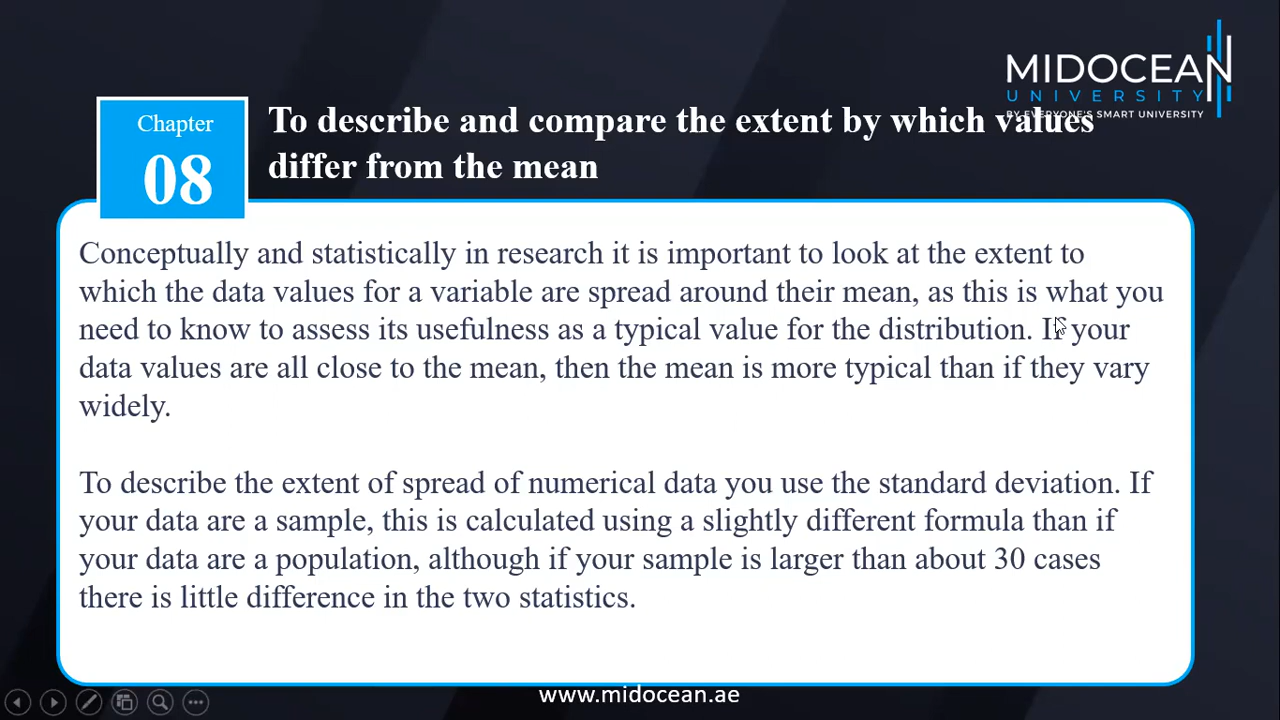 MIDOCEAN
UNIVERSITY
BY EVERYONE'S SMART UNIVERSITY
Chapter
08
To describe and compare the extent by which values
differ from the mean
Conceptually and statistically in research it is important to look at the extent to
which the data values for a variable are spread around their mean, as this is what you
need to know to assess its usefulness as a typical value for the distribution. If your
data values are all close to the mean, then the mean is more typical than if they vary
widely.
To describe the extent of spread of numerical data you use the standard deviation. If
your data are a sample, this is calculated using a slightly different formula than if
your data are a population, although if your sample is larger than about 30 cases
there is little difference in the two statistics.
www.midocean.ae